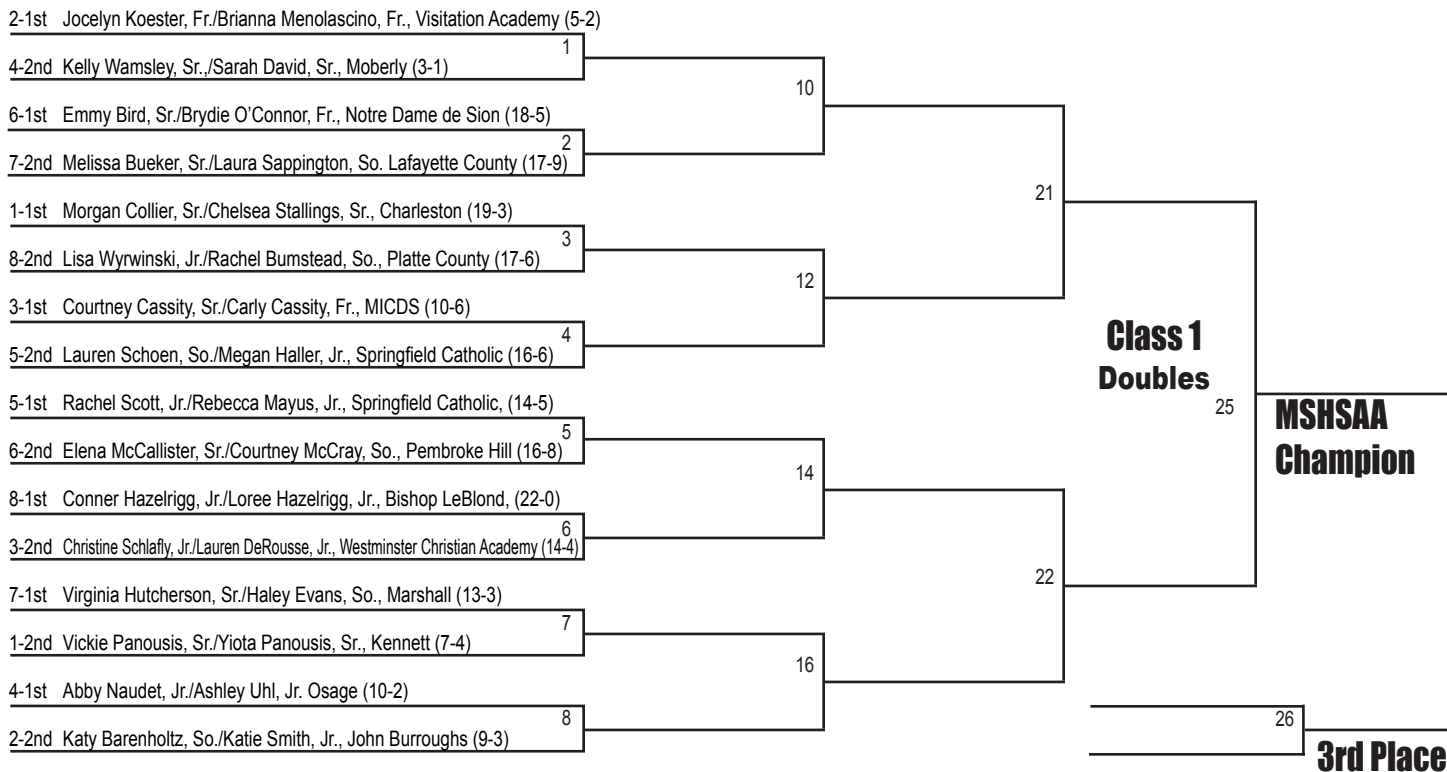 2-1st Jocelyn Koester, Fr./Brianna Menolascino, Fr., Visitation Academy (5-2)
1
4-2nd Kelly Wamsley, Sr.,/Sarah David, Sr., Moberly (3-1)
10
6-1st Emmy Bird, Sr./Brydie O’Connor, Fr., Notre Dame de Sion (18-5)
2
7-2nd Melissa Bueker, Sr./Laura Sappington, So. Lafayette County (17-9)
21
1-1st Morgan Collier, Sr./Chelsea Stallings, Sr., Charleston (19-3)
3
8-2nd Lisa Wyrwinski, Jr./Rachel Bumstead, So., Platte County (17-6)
12
3-1st Courtney Cassity, Sr./Carly Cassity, Fr., MICDS (10-6)
4
5-2nd Lauren Schoen, So./Megan Haller, Jr., Springfield Catholic (16-6)
Class 1
Doubles
25
MSHSAA
Champion
5-1st Rachel Scott, Jr./Rebecca Mayus, Jr., Springfield Catholic, (14-5)
5
6-2nd Elena McCallister, Sr./Courtney McCray, So., Pembroke Hill (16-8)
14
8-1st Conner Hazelrigg, Jr./Loree Hazelrigg, Jr., Bishop LeBlond, (22-0)
6
3-2nd Christine Schlafly, Jr./Lauren DeRousse, Jr., Westminster Christian Academy (14-4)
22
7-1st Virginia Hutcherson, Sr./Haley Evans, So., Marshall (13-3)
7
1-2nd Vickie Panousis, Sr./Yiota Panousis, Sr., Kennett (7-4)
16
4-1st Abby Naudet, Jr./Ashley Uhl, Jr. Osage (10-2)
8
2-2nd Katy Barenholtz, So./Katie Smith, Jr., John Burroughs (9-3)
26
3rd Place